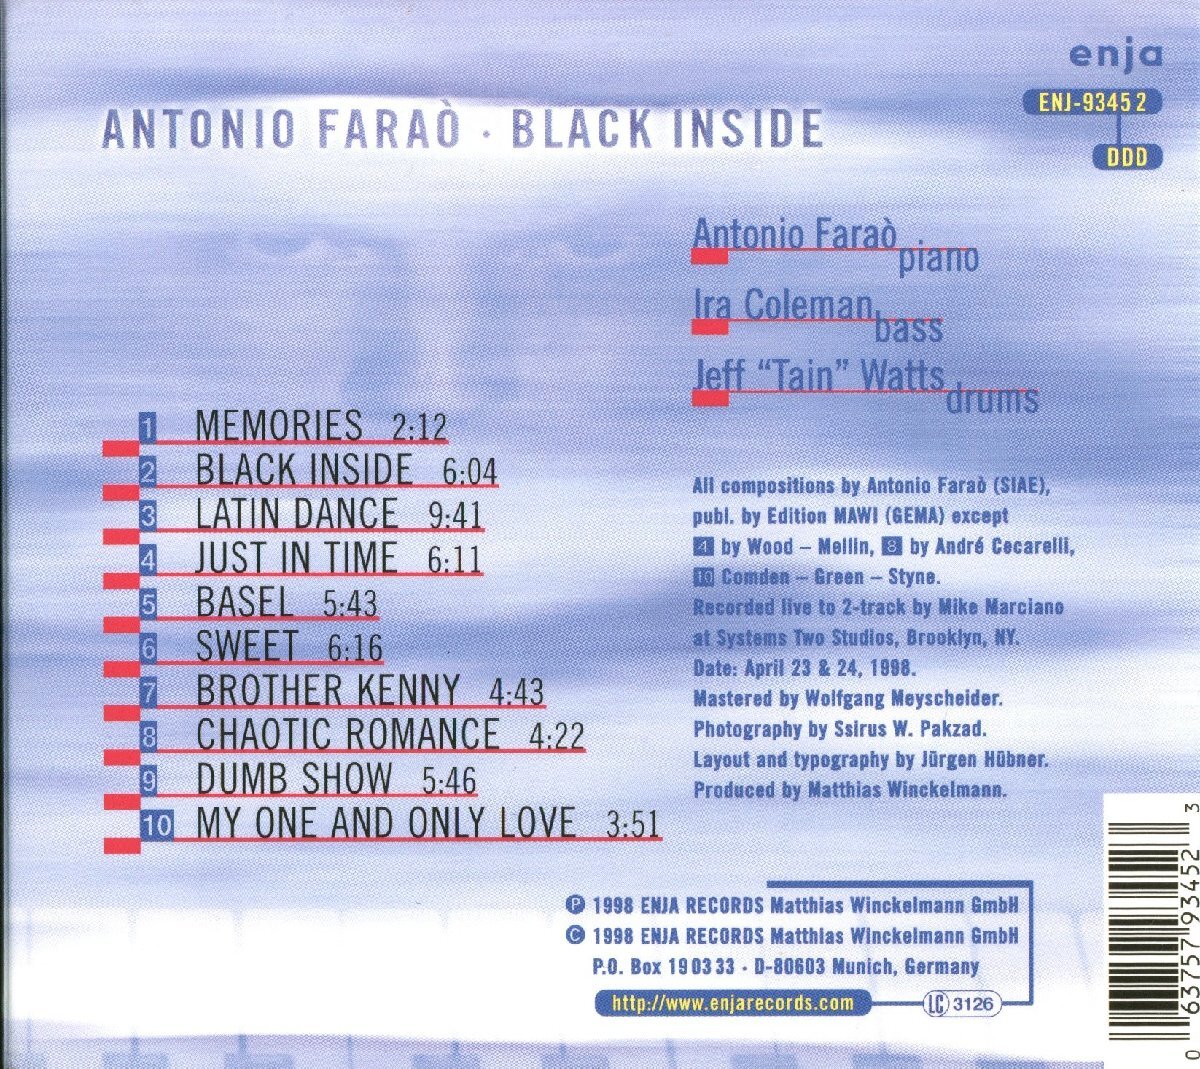 enja
ENJ-9345 2
DDD
ANTONIO FARAÒ · BLACK INSIDE
Antonio Faraò
piano
Ira Coleman
bass
Jeff “Tain” Watts
drums
1 MEMORIES 2:12
2 BLACK INSIDE 6:04
3 LATIN DANCE 9:41
4 JUST IN TIME 6:11
5 BASEL 5:43
6 SWEET 6:16
7 BROTHER KENNY 4:43
8 CHAOTIC ROMANCE 4:22
9 DUMB SHOW 5:46
10 MY ONE AND ONLY LOVE 3:51
All compositions by Antonio Faraò (SIAE),
publ. by Edition MAWI (GEMA) except
4 by Wood – Mellin, 8 by André Cecarelli,
10 Comden – Green – Styne.
Recorded live to 2-track by Mike Marciano
at Systems Two Studios, Brooklyn, NY.
Date: April 23 & 24, 1998.
Mastered by Wolfgang Meyscheider.
Photography by Ssirus W. Pakzad.
Layout and typography by Jürgen Hübner.
Produced by Matthias Winckelmann.
℗ 1998 ENJA RECORDS Matthias Winckelmann GmbH
© 1998 ENJA RECORDS Matthias Winckelmann GmbH
P.O. Box 19 03 33 · D-80603 Munich, Germany
http://www.enjarecords.com
LC 3126
0 63757 93452 3